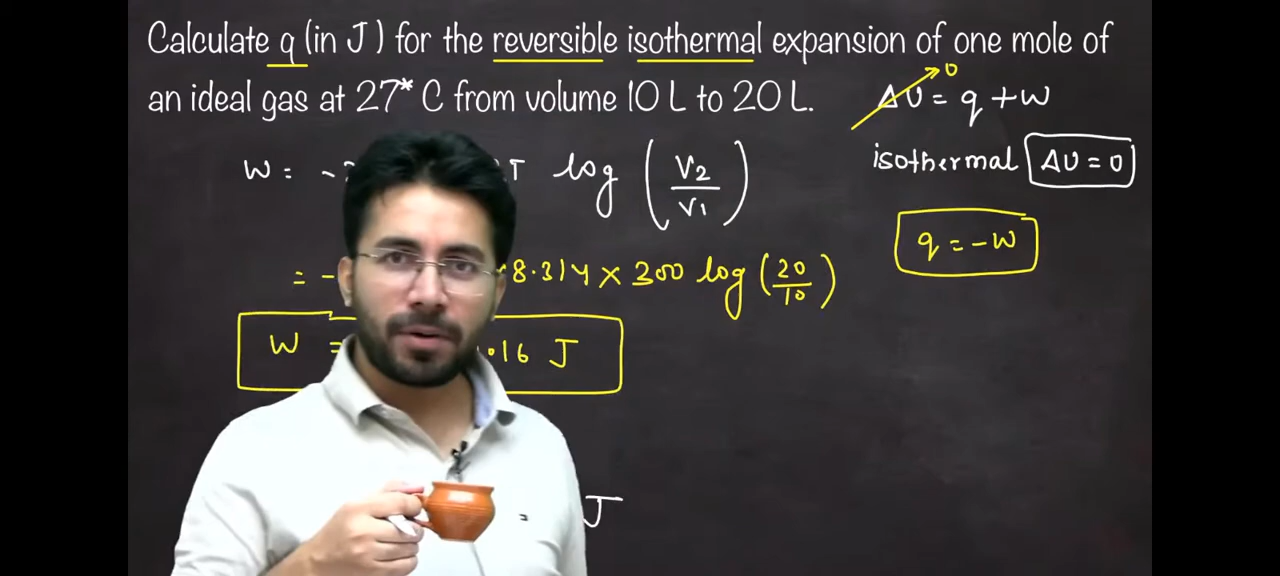 Calculate q (in J) for the reversible isothermal expansion of one mole of
an ideal gas at 27* C from volume 10 L to 20 L.
0
ΔU = q + W
W = - T log (V2/V1)
isothermal ΔU = 0
q = -W
= - 8.314 × 300 log (20/10)
W = .016 J
J